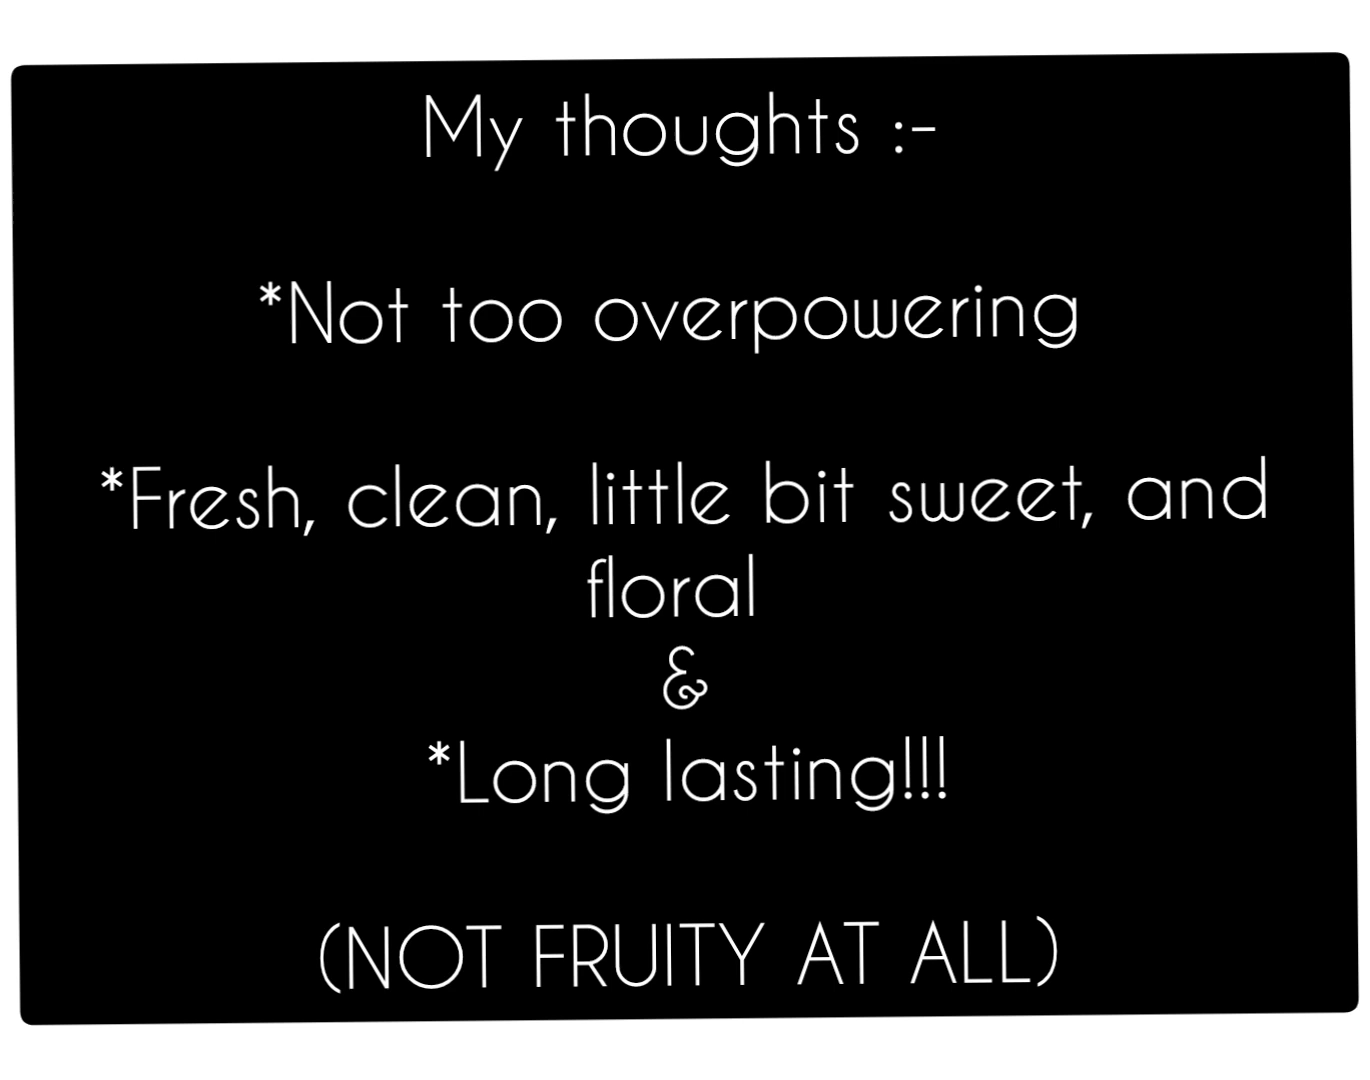 My thoughts :-
*Not too overpowering
*Fresh, clean, little bit sweet, and
floral
&
*Long lasting!!!
(NOT FRUITY AT ALL)